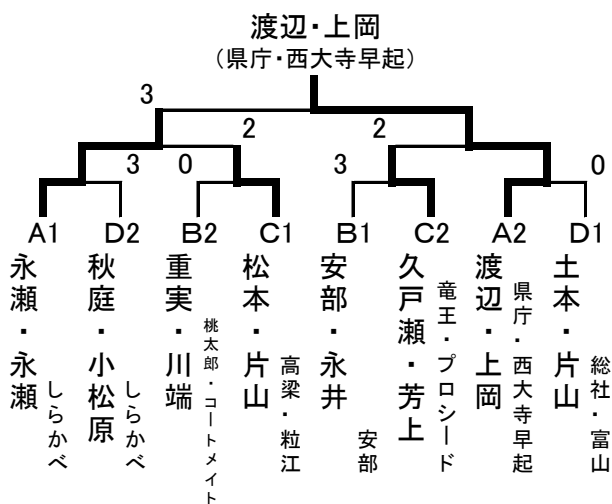 渡辺・上岡
（県庁・西大寺早起）
3
2
2
3
0
3
0
A1
D2
B2
C1
B1
C2
A2
D1
永瀬・永瀬
しらかべ
秋庭・小松原
しらかべ
重実・川端
桃太郎・コートメイト
松本・片山
高梁・粒江
安部・永井
安部
久戸瀬・芳上
竜王・プロシード
渡辺・上岡
県庁・西大寺早起
土本・片山
総社・富山